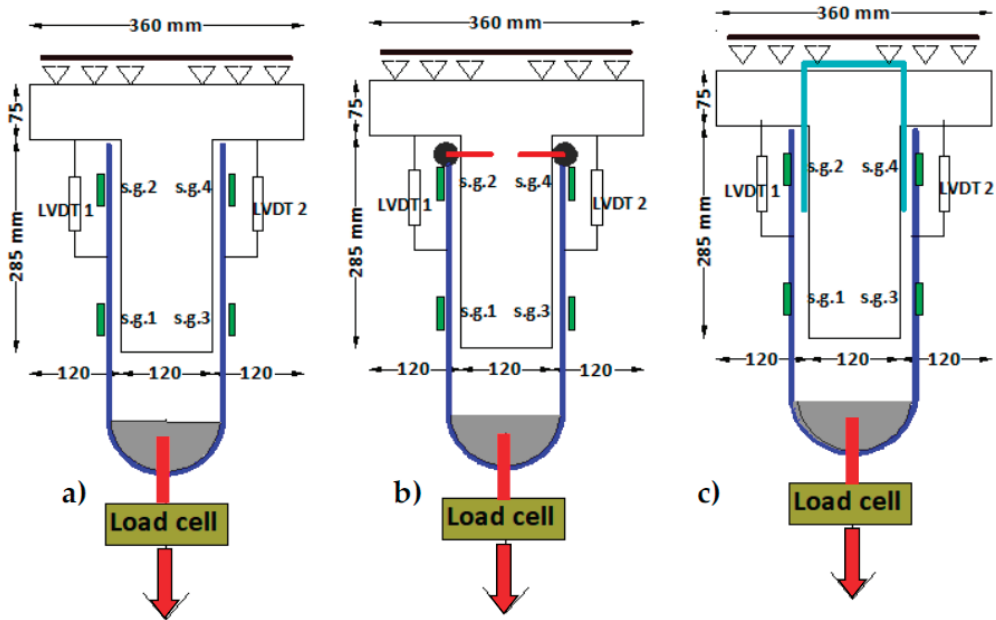 360 mm
75
285 mm
s.g.2 s.g.4
LVDT 1
LVDT 2
s.g.1 s.g.3
120 120 120
a)
Load cell
360 mm
75
285 mm
s.g.2 s.g.4
LVDT 1
LVDT 2
s.g.1 s.g.3
120 120 120
b)
Load cell
360 mm
75
285 mm
s.g.2 s.g.4
LVDT 1
LVDT 2
s.g.1 s.g.3
120 120 120
c)
Load cell